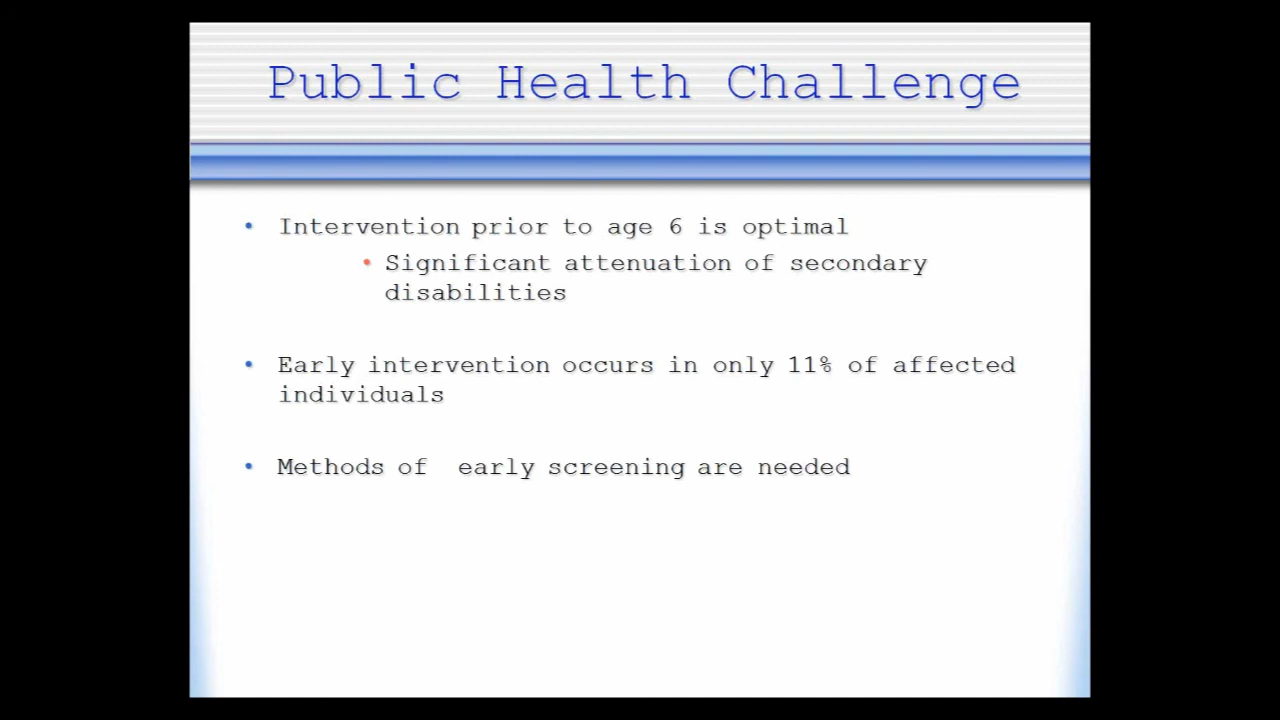 Public Health Challenge
• Intervention prior to age 6 is optimal
• Significant attenuation of secondary
disabilities
• Early intervention occurs in only 11% of affected
individuals
• Methods of  early screening are needed